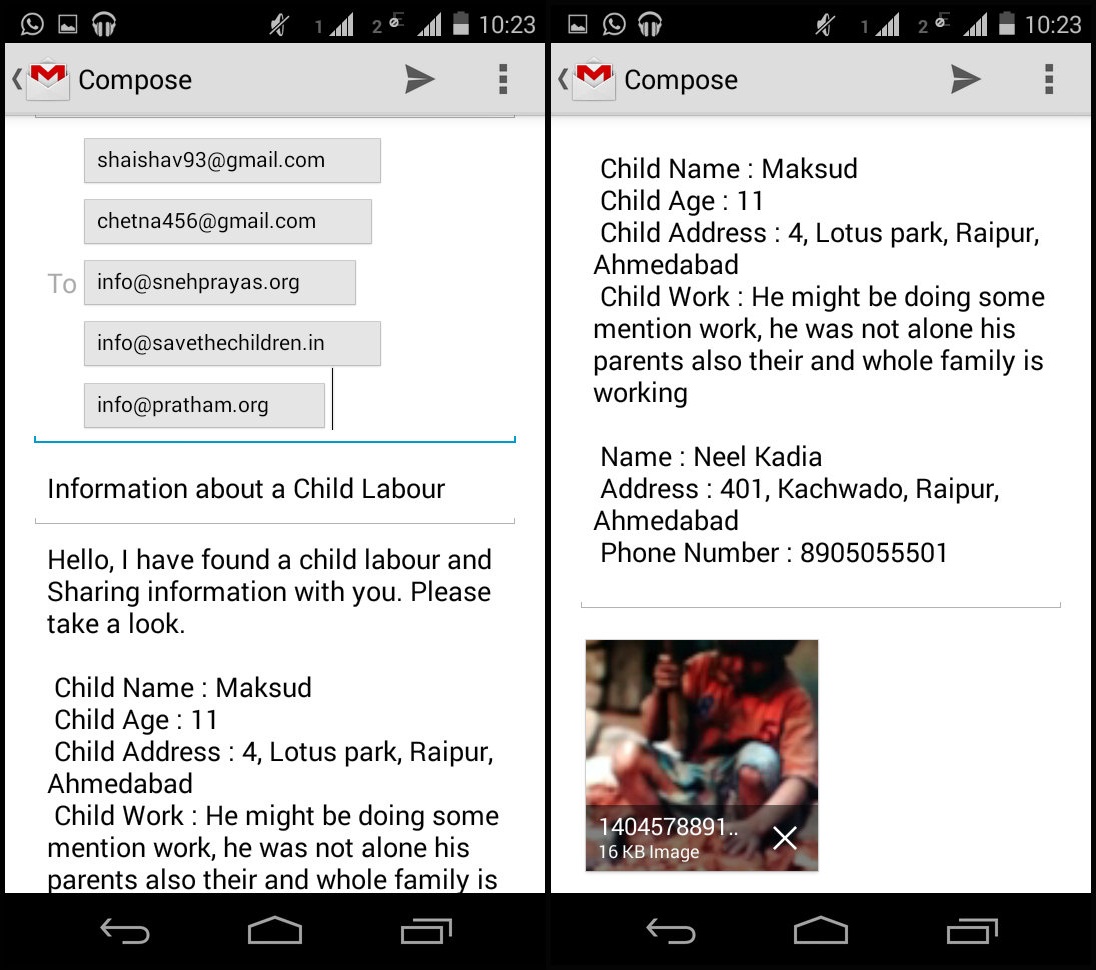 1 2 10:23
Compose
shaishav93@gmail.com
chetna456@gmail.com
To info@snehprayas.org
info@savethechildren.in
info@pratham.org
Information about a Child Labour
Hello, I have found a child labour and
Sharing information with you. Please
take a look.
Child Name : Maksud
Child Age : 11
Child Address : 4, Lotus park, Raipur,
Ahmedabad
Child Work : He might be doing some
mention work, he was not alone his
parents also their and whole family is
1 2 10:23
Compose
Child Name : Maksud
Child Age : 11
Child Address : 4, Lotus park, Raipur,
Ahmedabad
Child Work : He might be doing some
mention work, he was not alone his
parents also their and whole family is
working
Name : Neel Kadia
Address : 401, Kachwado, Raipur,
Ahmedabad
Phone Number : 8905055501
1404578891..
16 KB Image